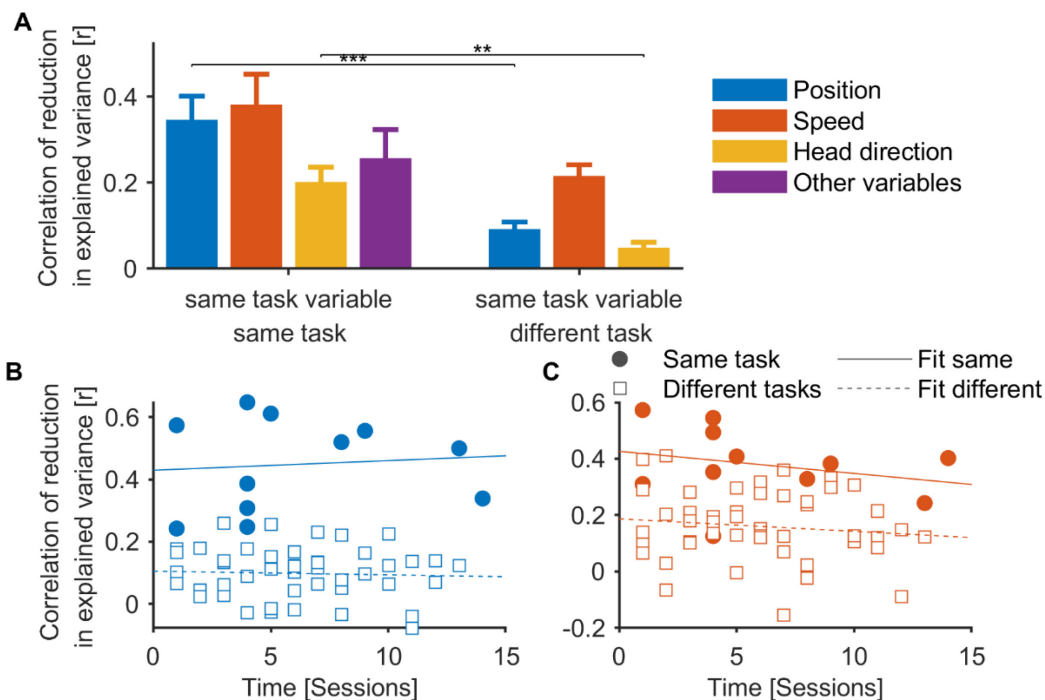 A
Correlation of reduction
in explained variance [r]
0.4
0.2
0
***
**
Position
Speed
Head direction
Other variables
same task variable
same task
same task variable
different task
B
Correlation of reduction
in explained variance [r]
0.6
0.4
0.2
0
0 5 10 15
Time [Sessions]
C
Same task
Fit same
Different tasks
Fit different
0.6
0.4
0.2
0
-0.2
0 5 10 15
Time [Sessions]